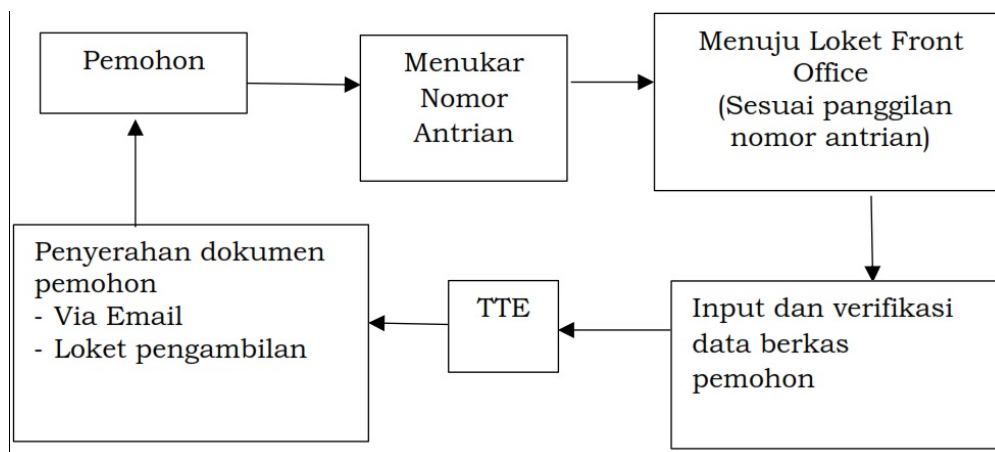 Pemohon
Menukar
Nomor
Antrian
Menuju Loket Front
Office
(Sesuai panggilan
nomor antrian)
Input dan verifikasi
data berkas
pemohon
TTE
Penyerahan dokumen
pemohon
- Via Email
- Loket pengambilan